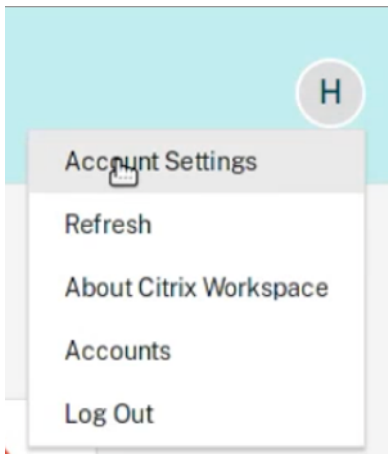 H
Account Settings
Refresh
About Citrix Workspace
Accounts
Log Out